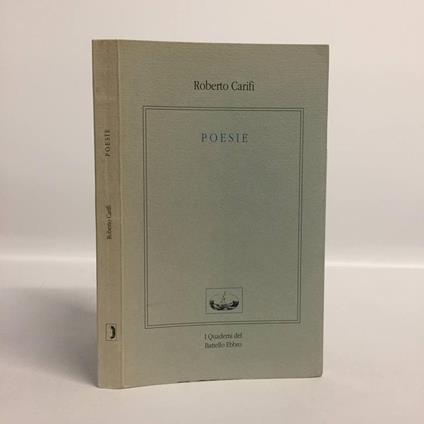 Roberto Carifi
POESIE
I Quaderni del
Battello Ebbro
POESIE
Roberto Carifi